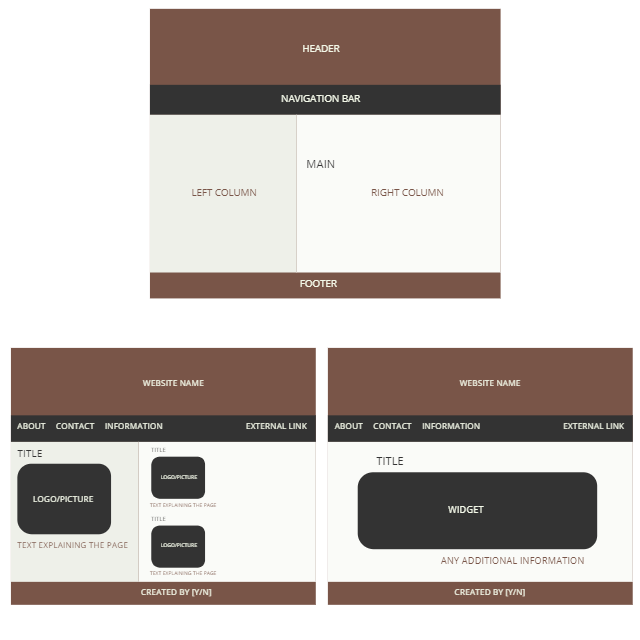 HEADER
NAVIGATION BAR
MAIN
LEFT COLUMN
RIGHT COLUMN
FOOTER
WEBSITE NAME
ABOUT CONTACT INFORMATION EXTERNAL LINK
TITLE
LOGO/PICTURE
TEXT EXPLAINING THE PAGE
TITLE
LOGO/PICTURE
TEXT EXPLAINING THE PAGE
TITLE
LOGO/PICTURE
TEXT EXPLAINING THE PAGE
CREATED BY [Y/N]
WEBSITE NAME
ABOUT CONTACT INFORMATION EXTERNAL LINK
TITLE
WIDGET
ANY ADDITIONAL INFORMATION
CREATED BY [Y/N]